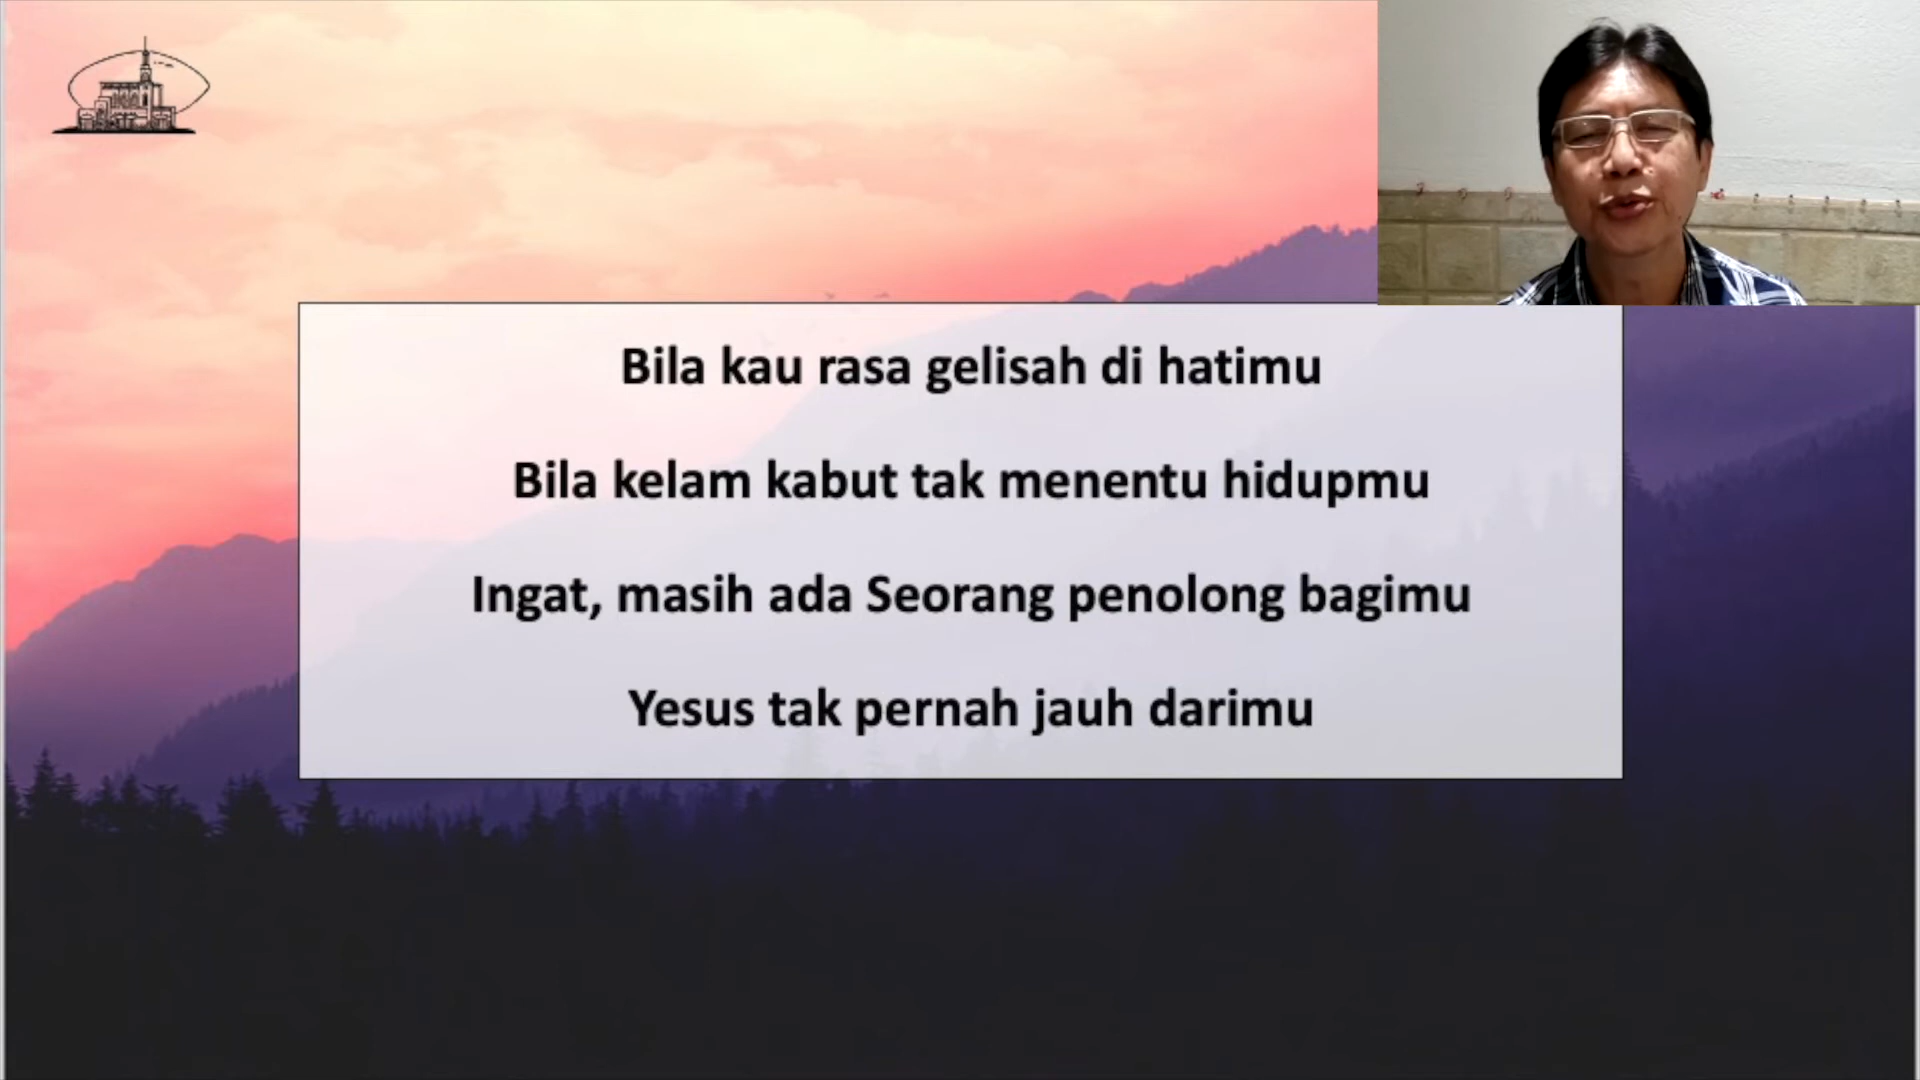 Bila kau rasa gelisah di hatimu
Bila kelam kabut tak menentu hidupmu
Ingat, masih ada Seorang penolong bagimu
Yesus tak pernah jauh darimu